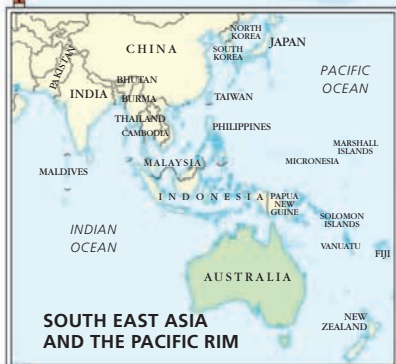 NORTH
KOREA
CHINA
SOUTH
KOREA
JAPAN
PAKISTAN
PACIFIC
OCEAN
BHUTAN
INDIA
BURMA
TAIWAN
THAILAND
CAMBODIA
PHILIPPINES
MARSHALL
ISLANDS
MICRONESIA
MALAYSIA
MALDIVES
INDONESIA
PAPUA
NEW
GUINE
SOLOMON
ISLANDS
INDIAN
OCEAN
VANUATU
FIJI
AUSTRALIA
NEW
ZEALAND
SOUTH EAST ASIA
AND THE PACIFIC RIM